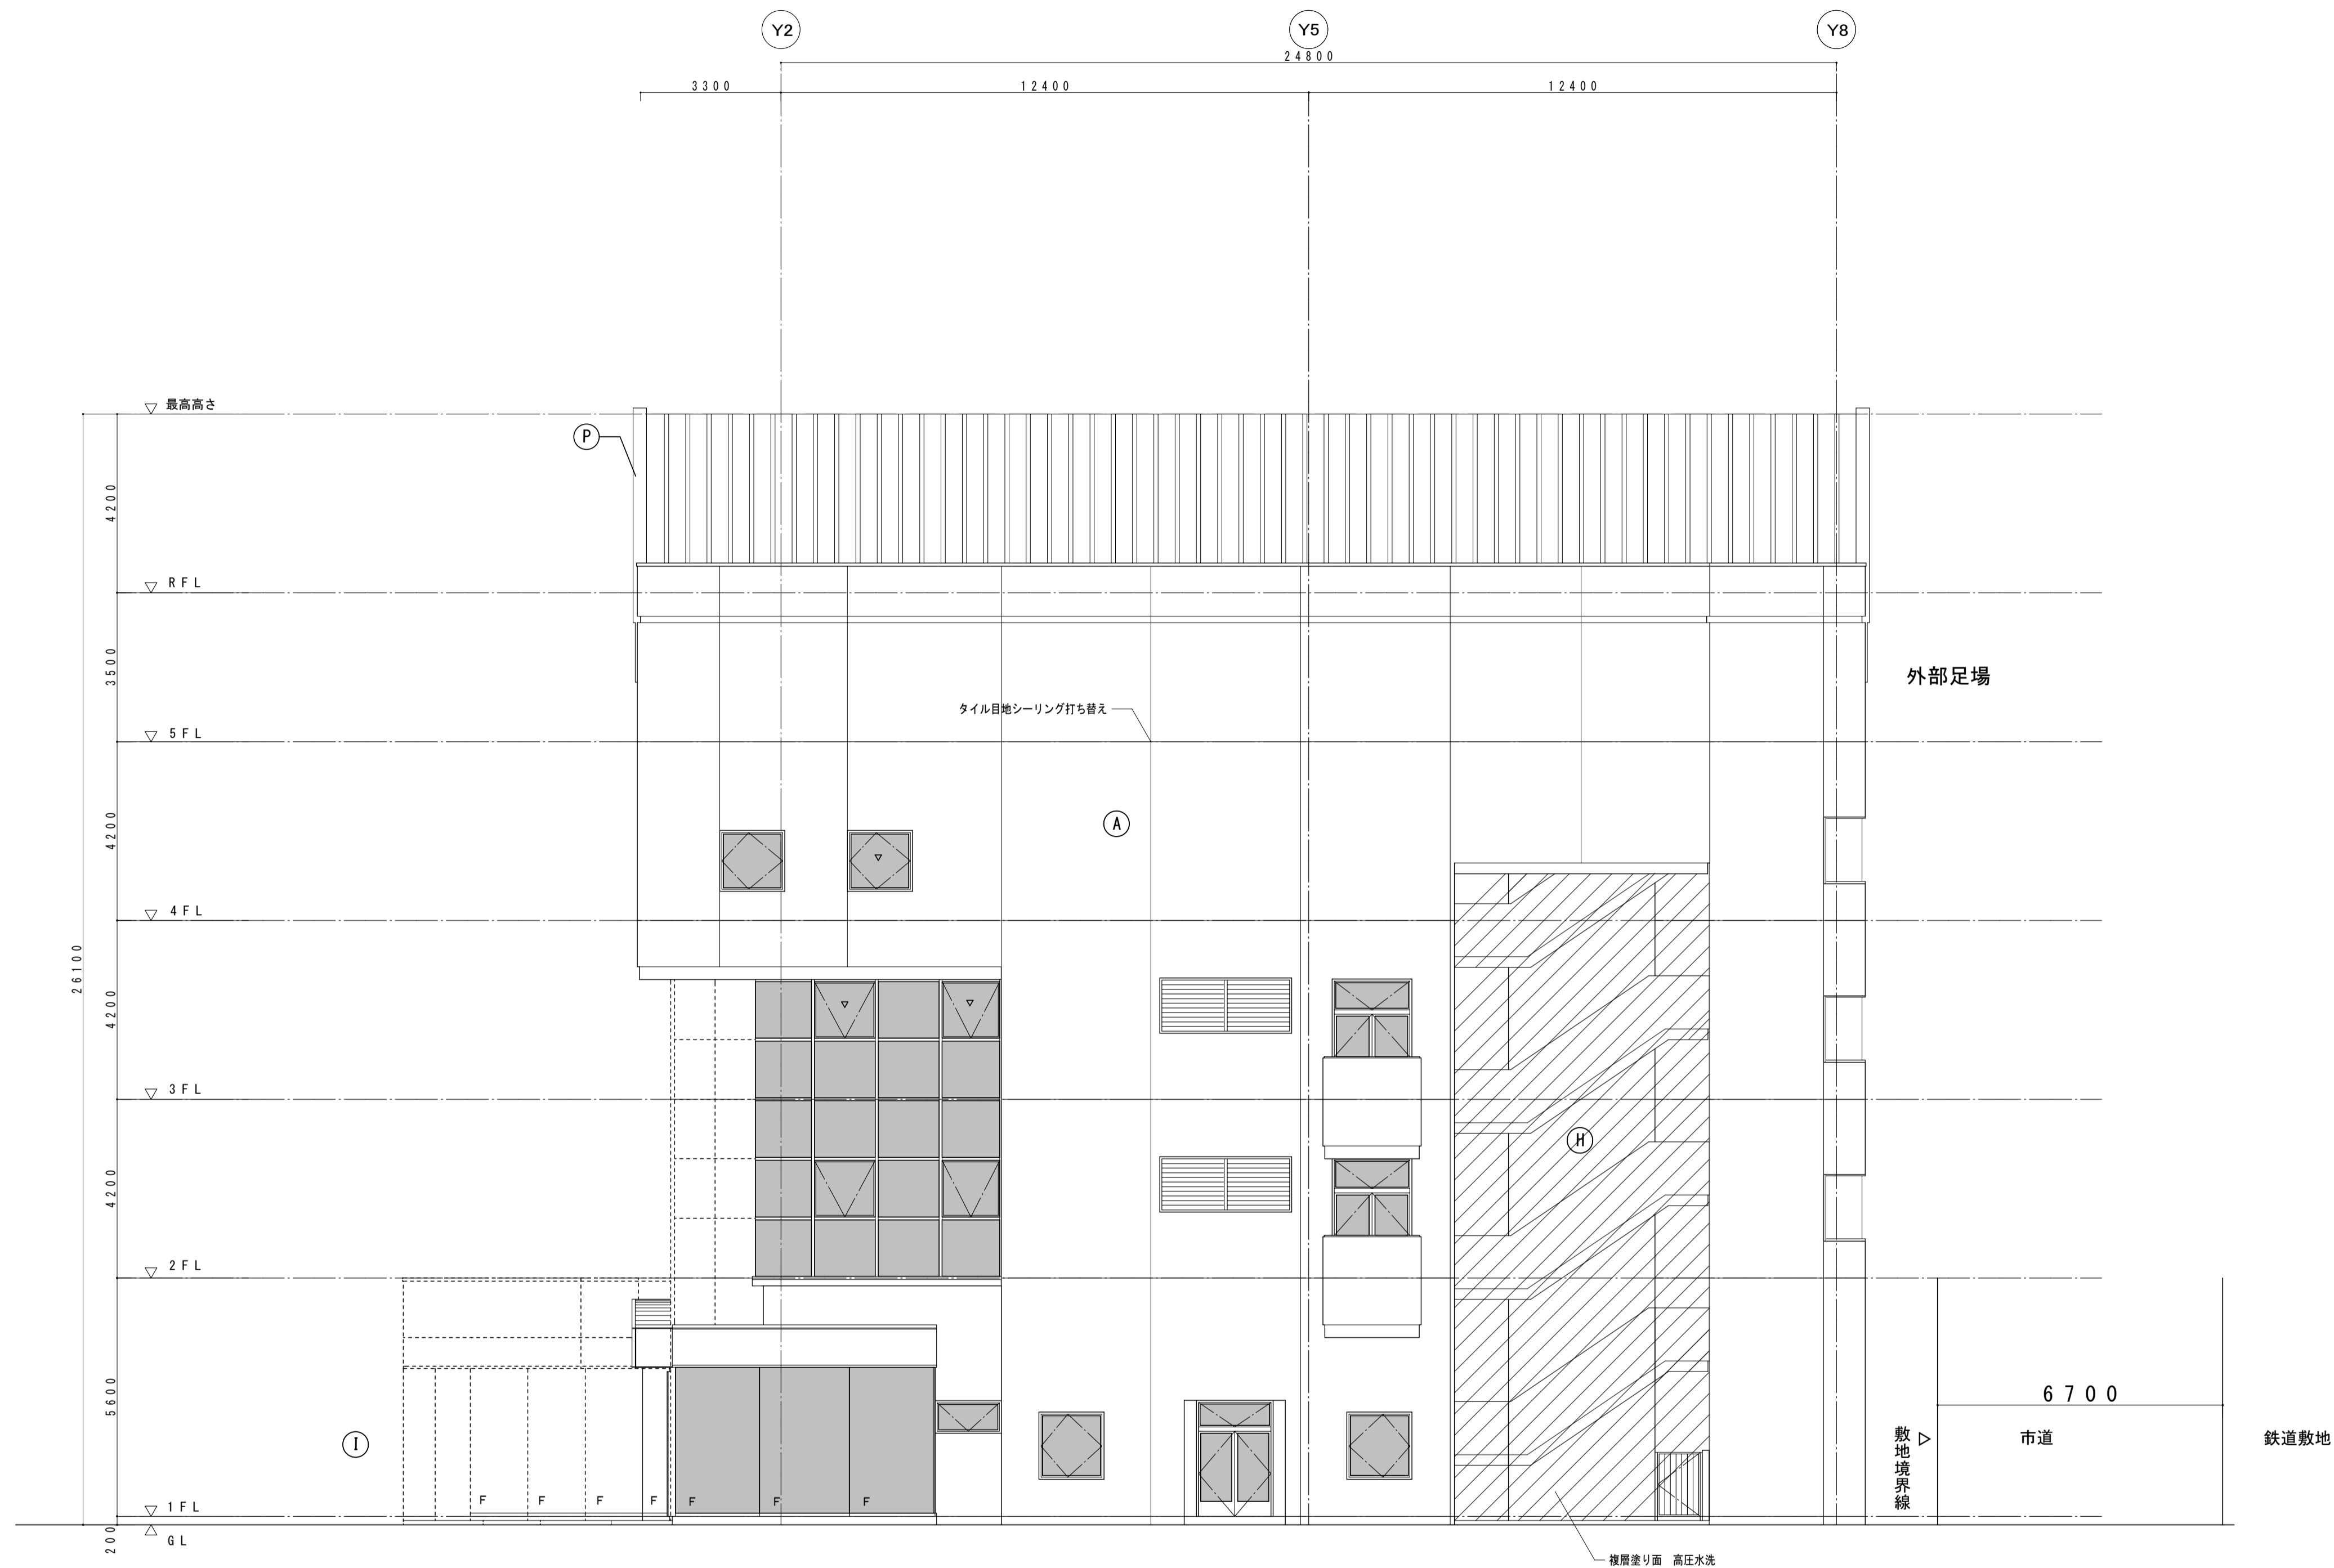 Y2
Y5
Y8
24800
3300
12400
12400
最高高さ
P
4200
RFL
3500
外部足場
タイル目地シーリング打ち替え
5FL
A
4200
4FL
26100
4200
3FL
H
4200
2FL
5600
6700
敷地境界線
市道
鉄道敷地
I
F
F
F
F
F
F
F
1FL
200
GL
複層塗り面 高圧水洗